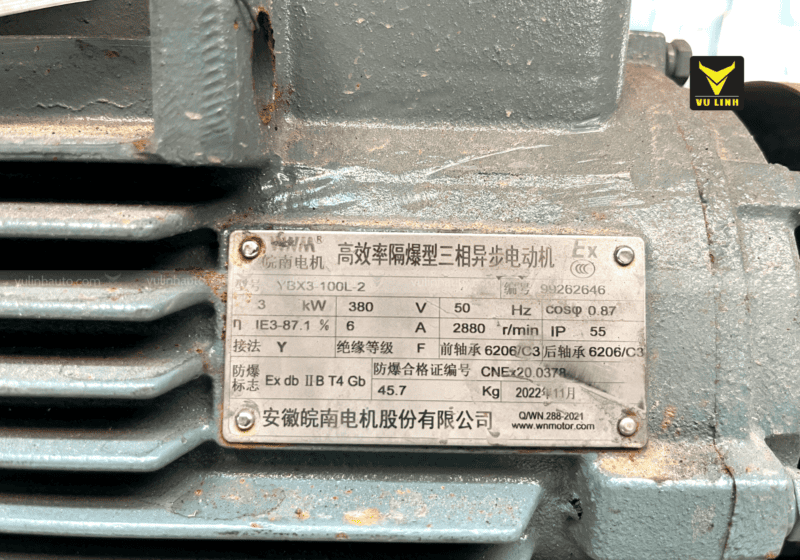 VU LINH
WNM®
皖南电机 高效率隔爆型三相异步电动机 Ex CCC
型号 YBX3-100L-2 编号 99262646
3 kW 380 V 50 Hz cosφ 0.87
η IE3-87.1 % 6 A 2880 r/min IP 55
接法 Y 绝缘等级 F 前轴承 6206/C3 后轴承 6206/C3
防爆标志 Ex db ⅡB T4 Gb 防爆合格证编号 CNEx20.0378
45.7 Kg 2022年11月
安徽皖南电机股份有限公司 Q/WN 288-2021
www.wnmotor.com
vulinhauto.com